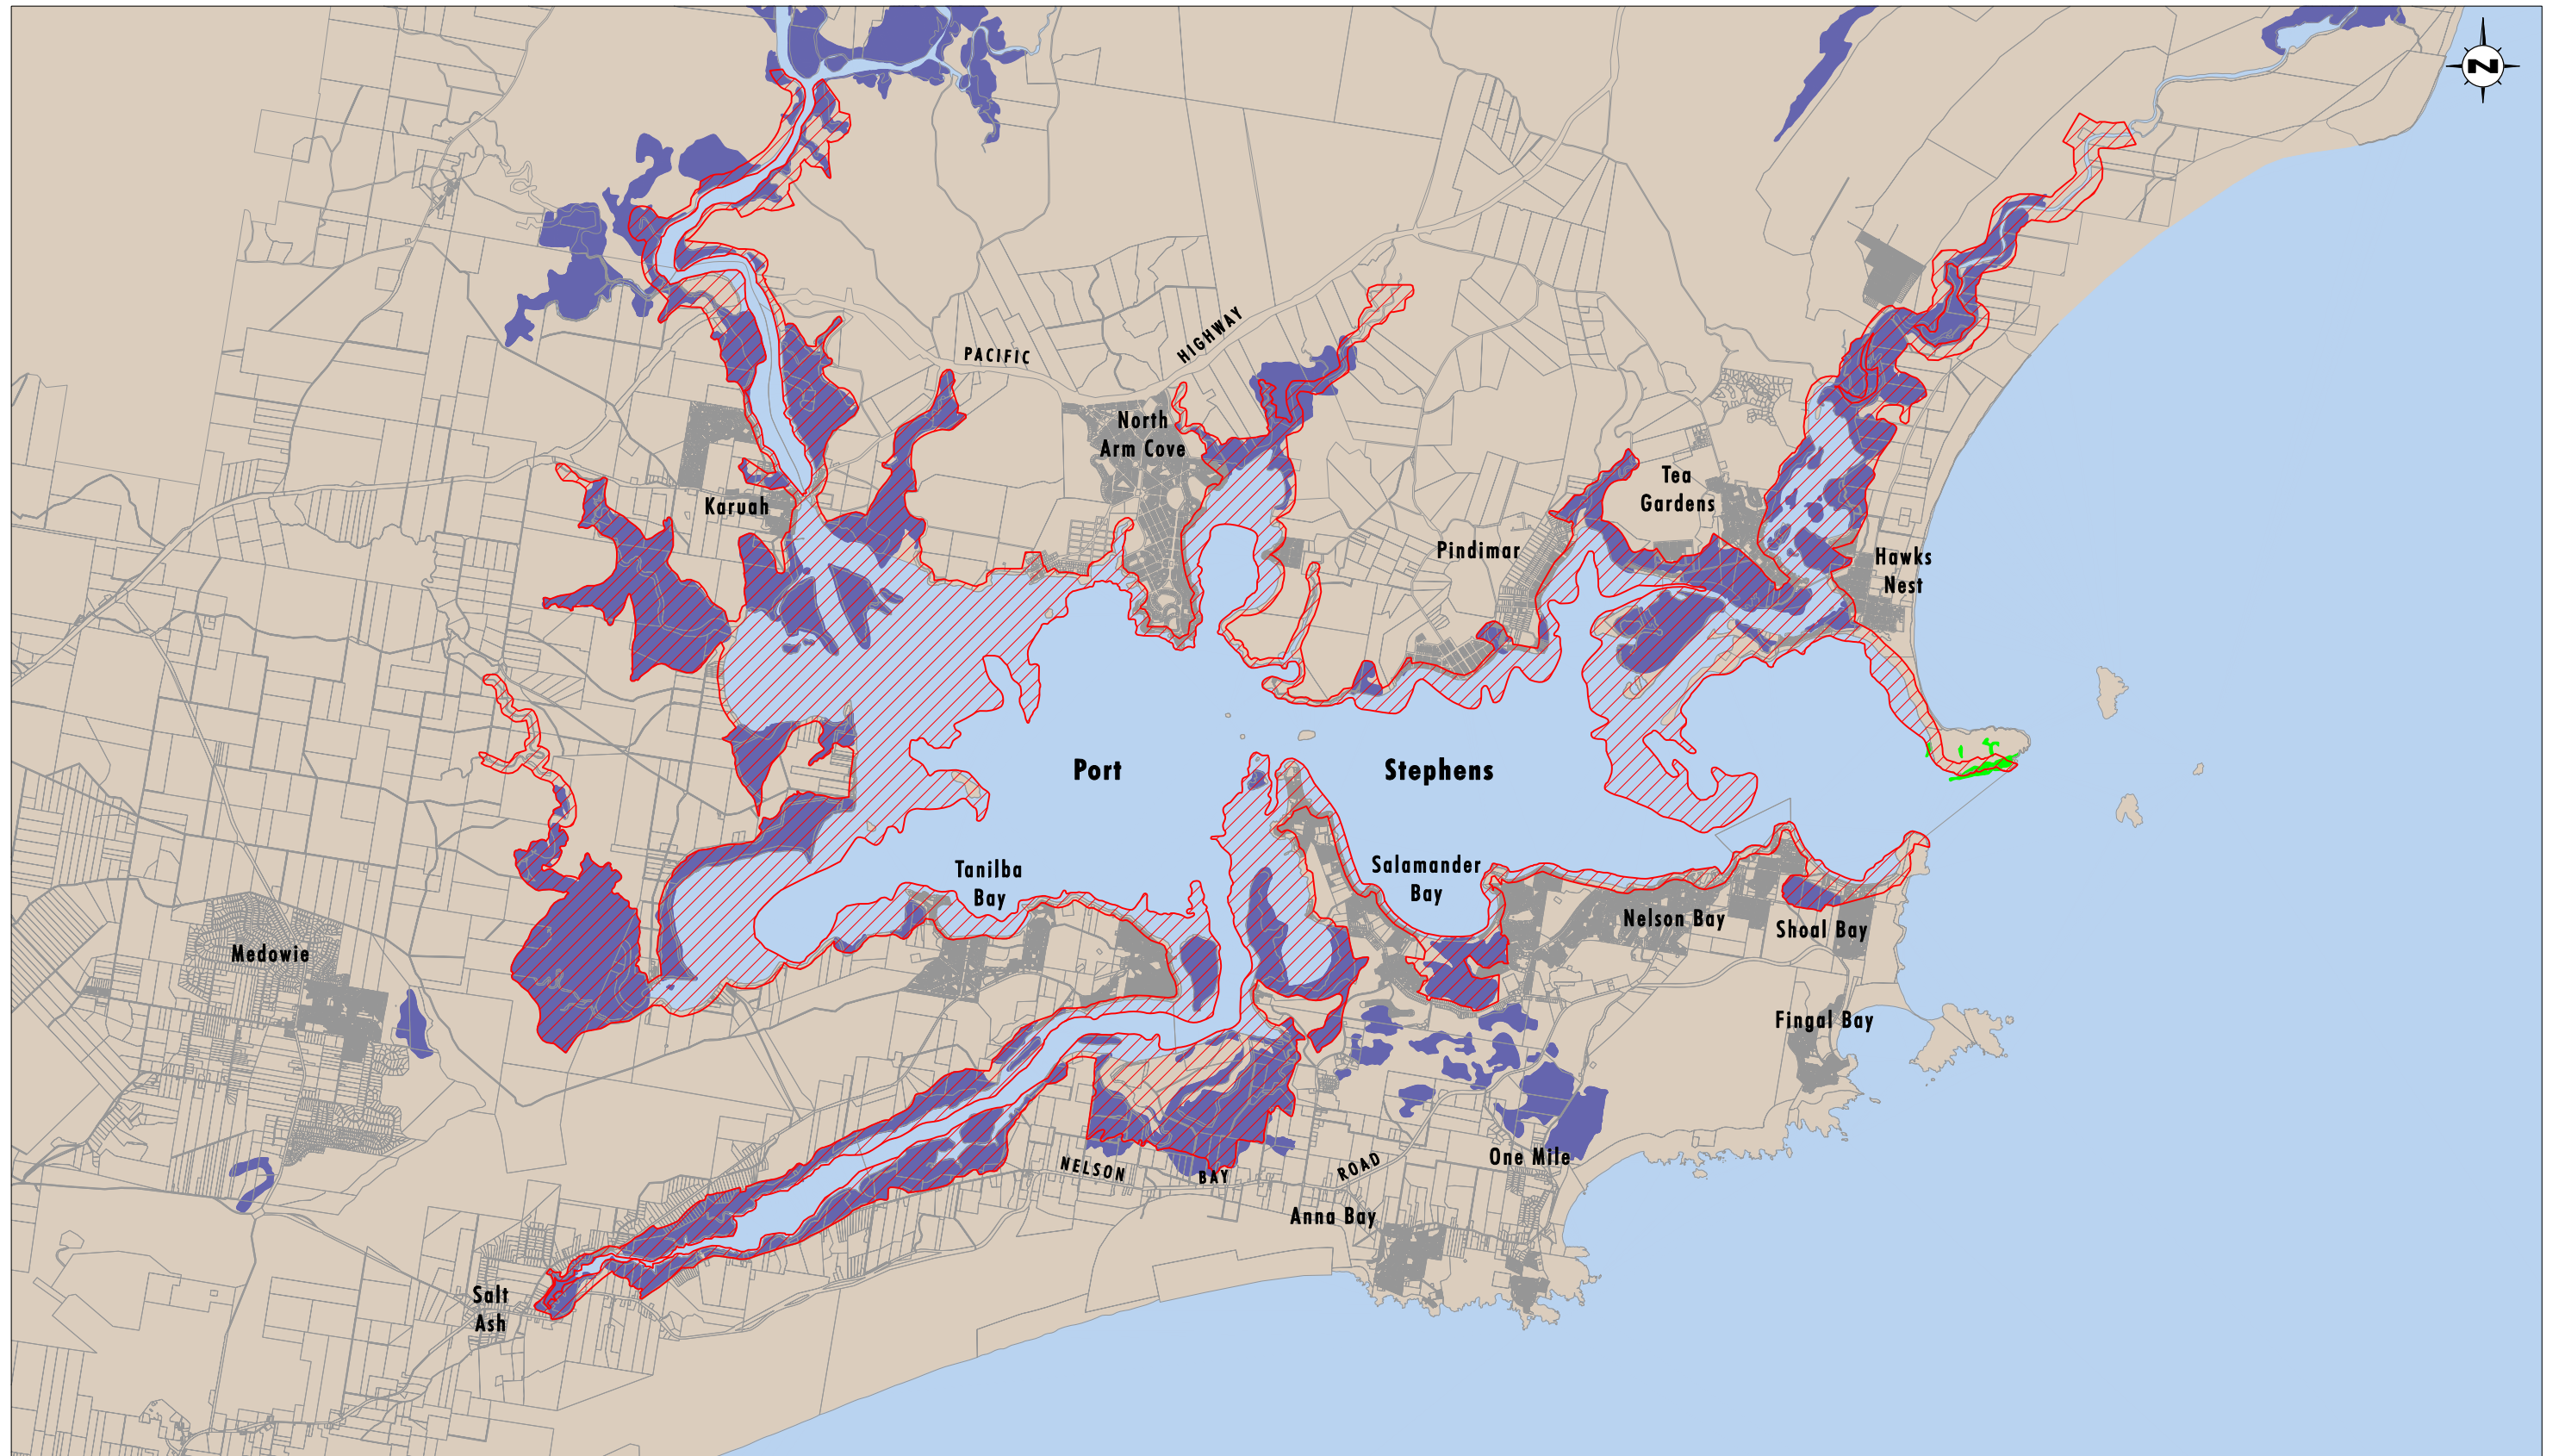 N
PACIFIC
HIGHWAY
North
Arm Cove
Karuah
Tea
Gardens
Pindimar
Hawks
Nest
Port
Stephens
Tanilba
Bay
Salamander
Bay
Nelson Bay
Shoal Bay
Medowie
Fingal Bay
NELSON
BAY
ROAD
One Mile
Anna Bay
Salt
Ash